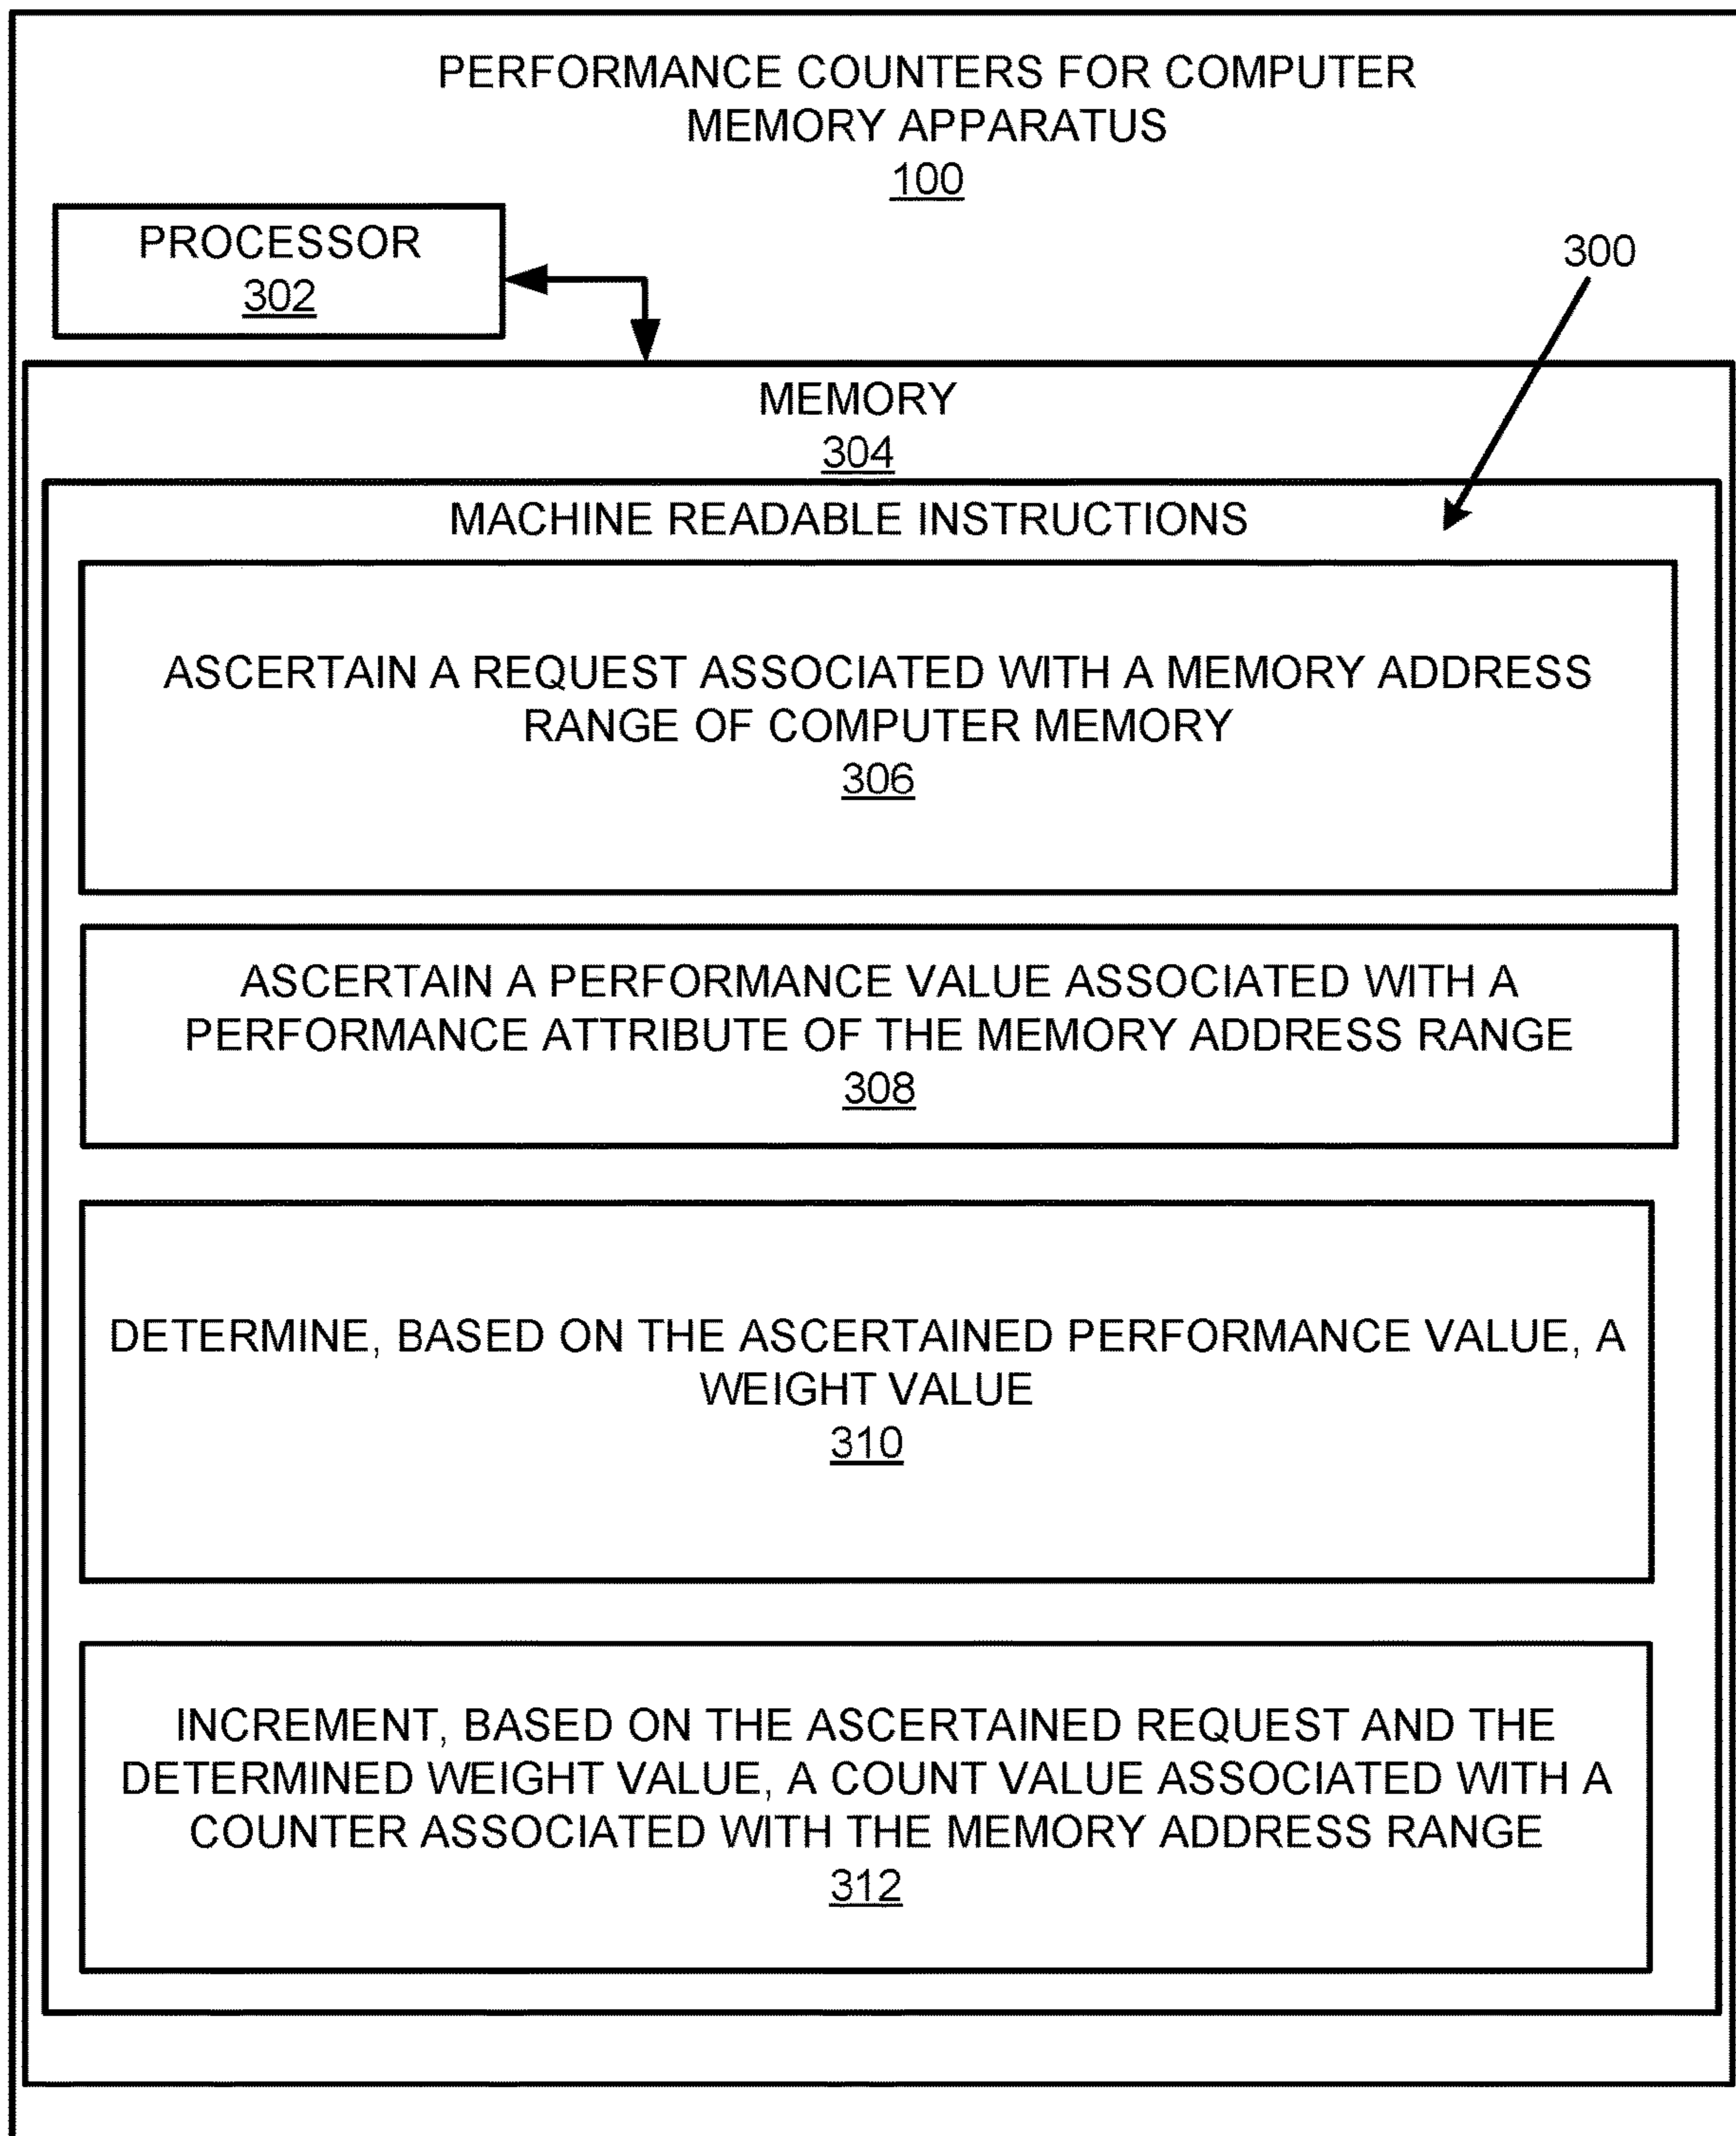 PERFORMANCE COUNTERS FOR COMPUTER
MEMORY APPARATUS
100
PROCESSOR
302
300
MEMORY
304
MACHINE READABLE INSTRUCTIONS
ASCERTAIN A REQUEST ASSOCIATED WITH A MEMORY ADDRESS
RANGE OF COMPUTER MEMORY
306
ASCERTAIN A PERFORMANCE VALUE ASSOCIATED WITH A
PERFORMANCE ATTRIBUTE OF THE MEMORY ADDRESS RANGE
308
DETERMINE, BASED ON THE ASCERTAINED PERFORMANCE VALUE, A
WEIGHT VALUE
310
INCREMENT, BASED ON THE ASCERTAINED REQUEST AND THE
DETERMINED WEIGHT VALUE, A COUNT VALUE ASSOCIATED WITH A
COUNTER ASSOCIATED WITH THE MEMORY ADDRESS RANGE
312